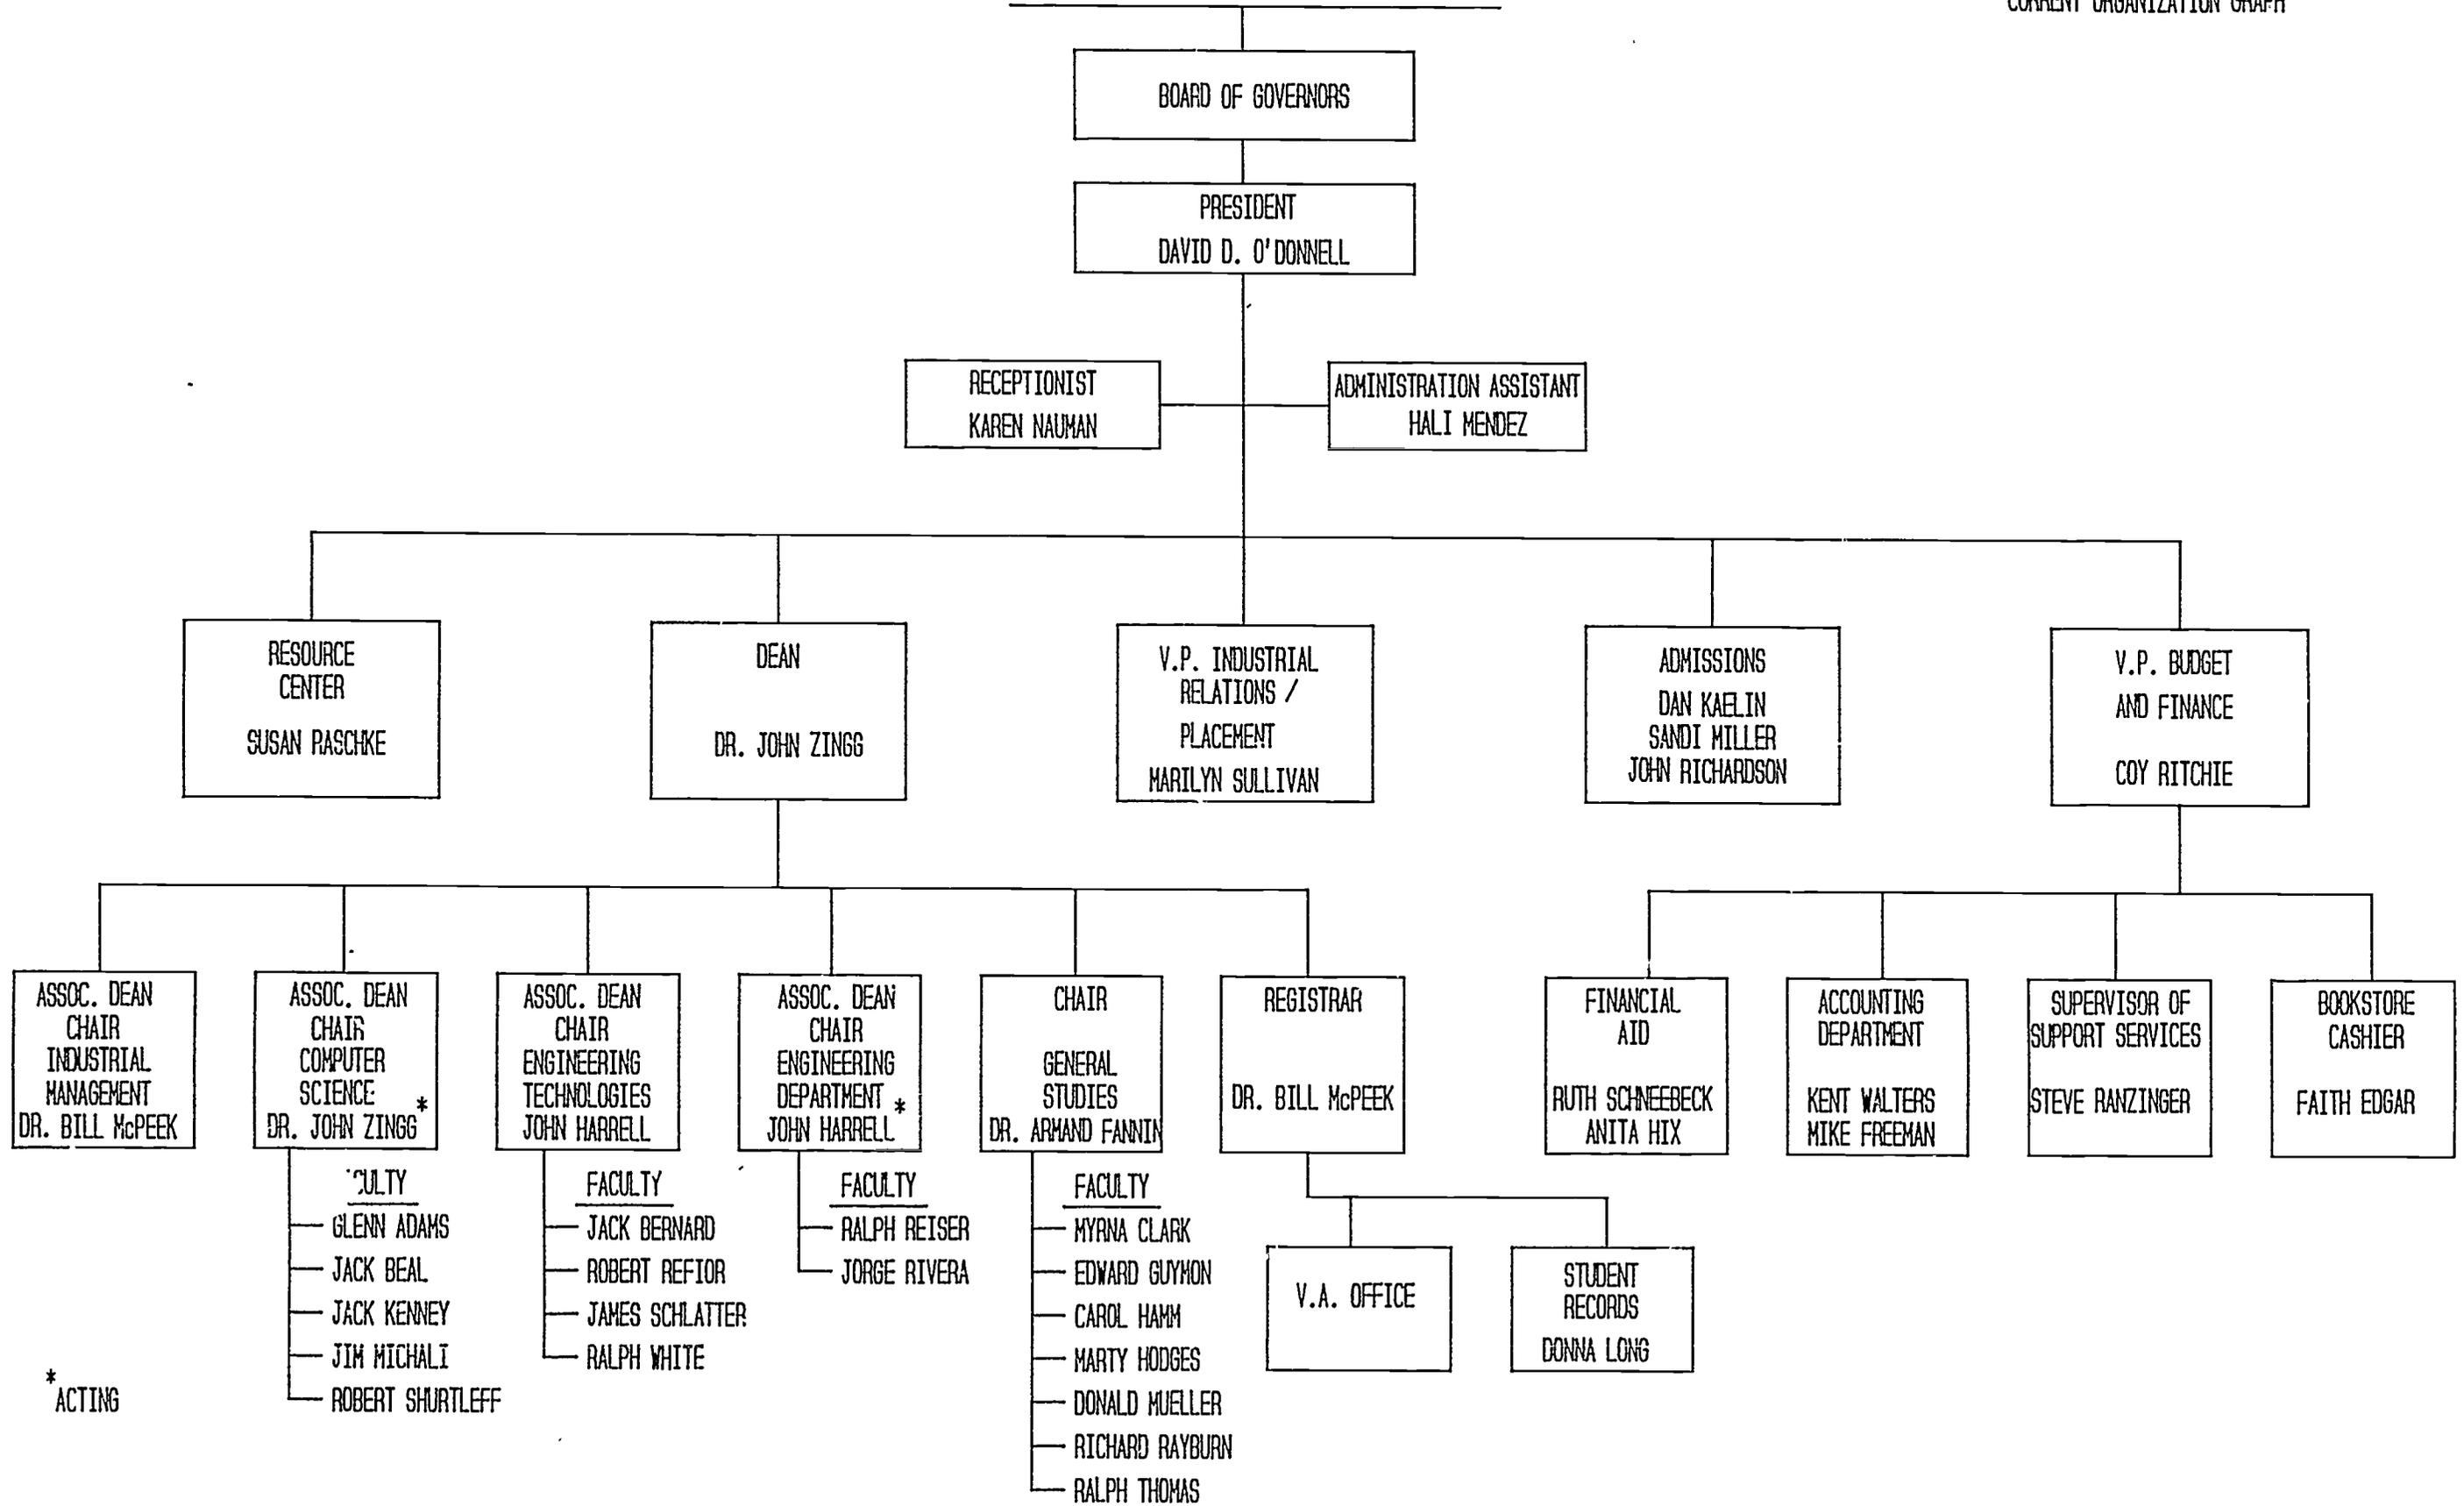 CURRENT ORGANIZATION GRAPH
BOARD OF GOVERNORS
PRESIDENT
DAVID D. O'DONNELL
RECEPTIONIST
KAREN NAUMAN
ADMINISTRATION ASSISTANT
HALI MENDEZ
RESOURCE
CENTER
SUSAN RASCHKE
DEAN
DR. JOHN ZINGG
V.P. INDUSTRIAL
RELATIONS /
PLACEMENT
MARILYN SULLIVAN
ADMISSIONS
DAN KAELIN
SANDI MILLER
JOHN RICHARDSON
V.P. BUDGET
AND FINANCE
COY RITCHIE
ASSOC. DEAN
CHAIR
INDUSTRIAL
MANAGEMENT
DR. BILL McPEEK
ASSOC. DEAN
CHAIR
COMPUTER
SCIENCE
DR. JOHN ZINGG*
FACULTY
GLENN ADAMS
JACK BEAL
JACK KENNEY
JIM MICHALI
ROBERT SHURTLEFF
ASSOC. DEAN
CHAIR
ENGINEERING
TECHNOLOGIES
JOHN HARRELL
FACULTY
JACK BERNARD
ROBERT REFIOR
JAMES SCHLATTER
RALPH WHITE
ASSOC. DEAN
CHAIR
ENGINEERING
DEPARTMENT
JOHN HARRELL*
FACULTY
RALPH REISER
JORGE RIVERA
CHAIR
GENERAL
STUDIES
DR. ARMAND FANNIN
FACULTY
MYRNA CLARK
EDWARD GUYMON
CAROL HAMM
MARTY HODGES
DONALD MUELLER
RICHARD RAYBURN
RALPH THOMAS
REGISTRAR
DR. BILL McPEEK
V.A. OFFICE
STUDENT
RECORDS
DONNA LONG
FINANCIAL
AID
RUTH SCHNEEBECK
ANITA HIX
ACCOUNTING
DEPARTMENT
KENT WALTERS
MIKE FREEMAN
SUPERVISOR OF
SUPPORT SERVICES
STEVE RANZINGER
BOOKSTORE
CASHIER
FAITH EDGAR
*ACTING